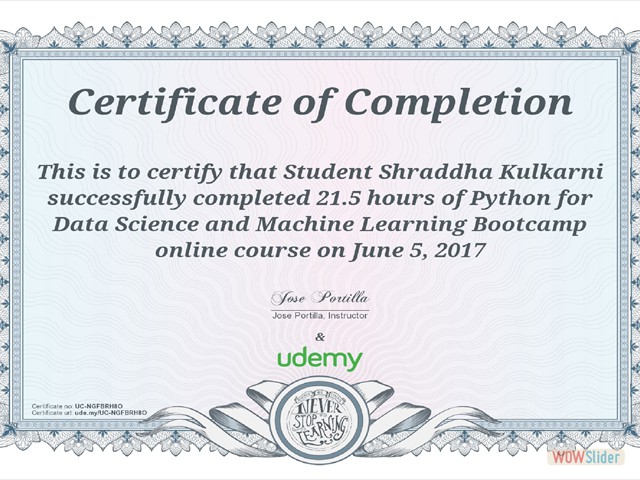 Certificate of Completion
This is to certify that Student Shraddha Kulkarni
successfully completed 21.5 hours of Python for
Data Science and Machine Learning Bootcamp
online course on June 5, 2017
Jose Portilla
Jose Portilla, Instructor
&
udemy
Certificate no: UC-NGFBRH8O
Certificate url: ude.my/UC-NGFBRH8O
NEVER
STOP
LEARNING
WOWSlider